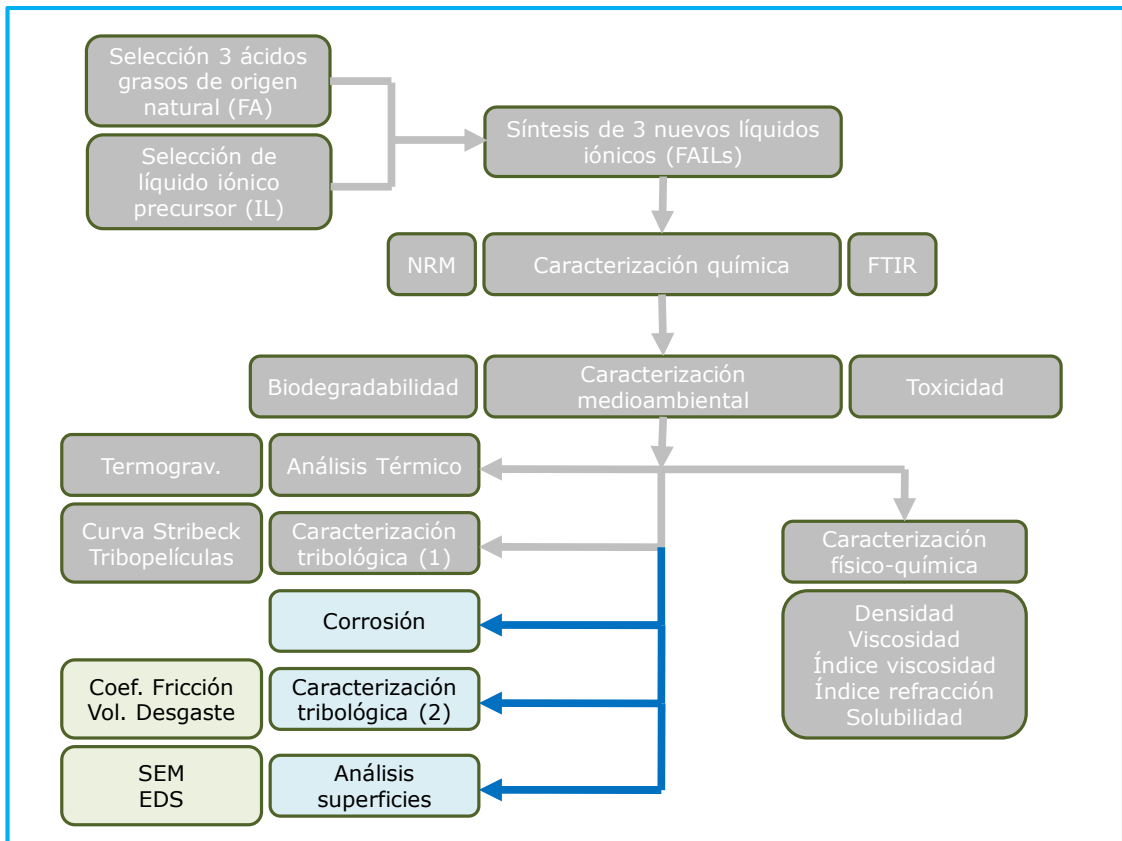 Selección 3 ácidos
grasos de origen
natural (FA)
Selección de
líquido iónico
precursor (IL)
Síntesis de 3 nuevos líquidos
iónicos (FAILs)
NRM
Caracterización química
FTIR
Biodegradabilidad
Caracterización
medioambiental
Toxicidad
Termograv.
Análisis Térmico
Curva Stribeck
Tribopelículas
Caracterización
tribológica (1)
Caracterización
físico-química
Corrosión
Densidad
Viscosidad
Índice viscosidad
Índice refracción
Solubilidad
Coef. Fricción
Vol. Desgaste
Caracterización
tribológica (2)
SEM
EDS
Análisis
superficies